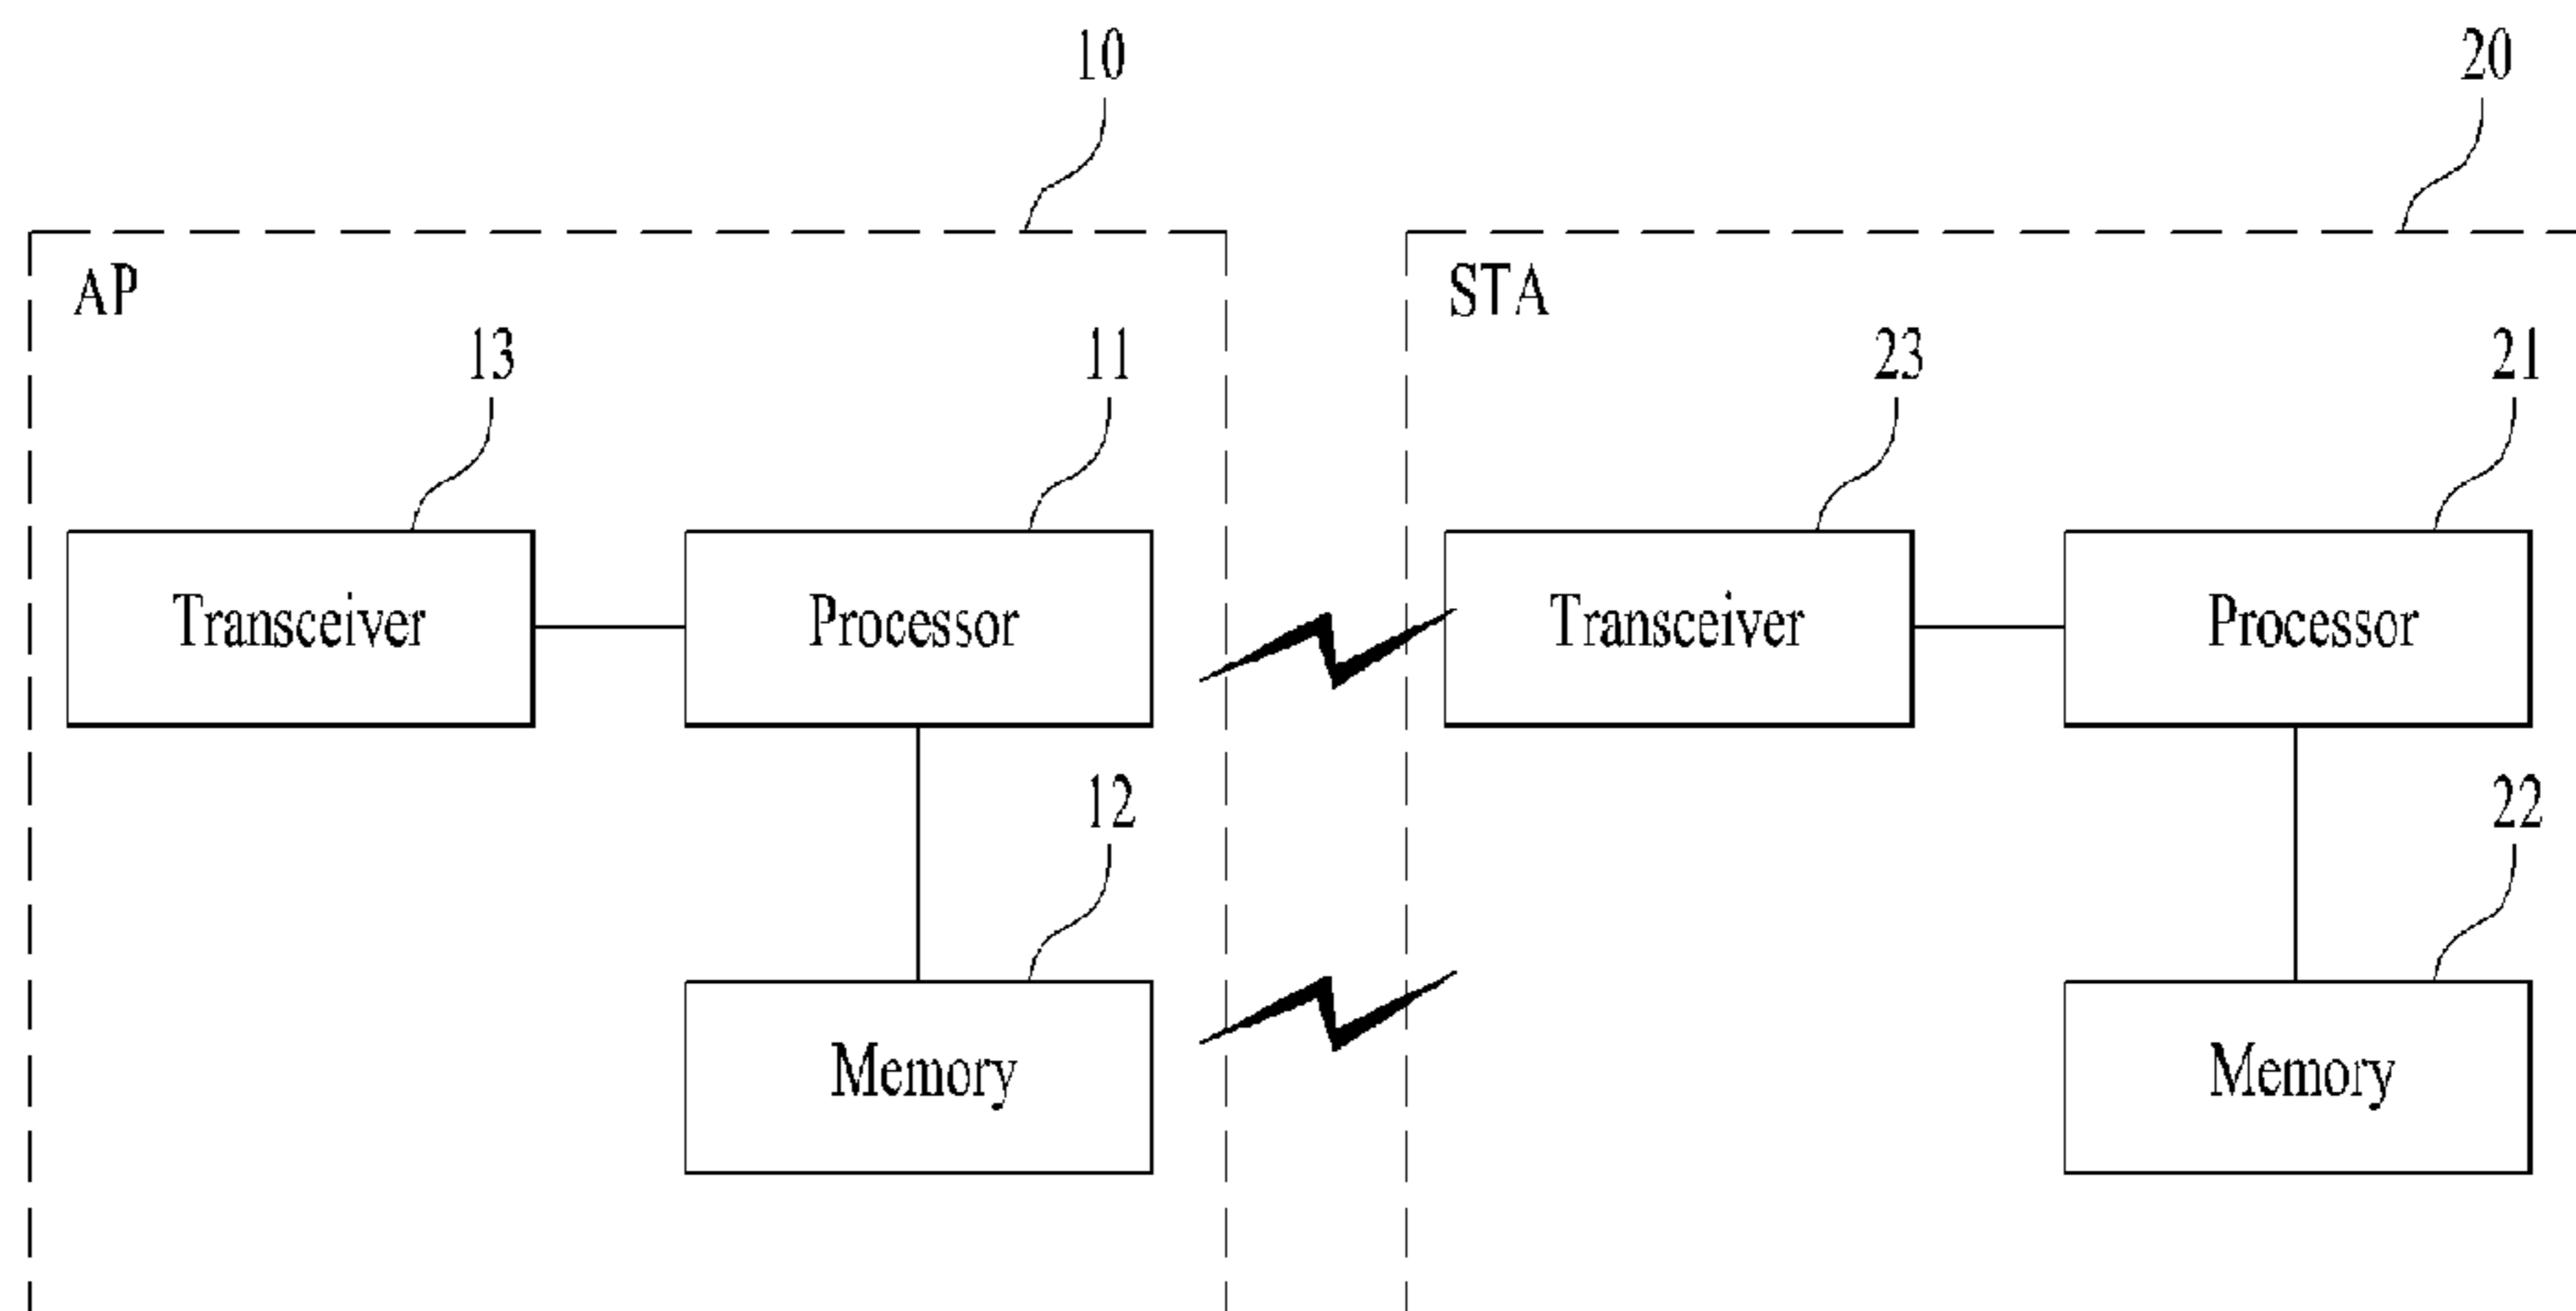 10
20
AP
STA
13
11
23
21
Transceiver
Processor
Transceiver
Processor
12
22
Memory
Memory